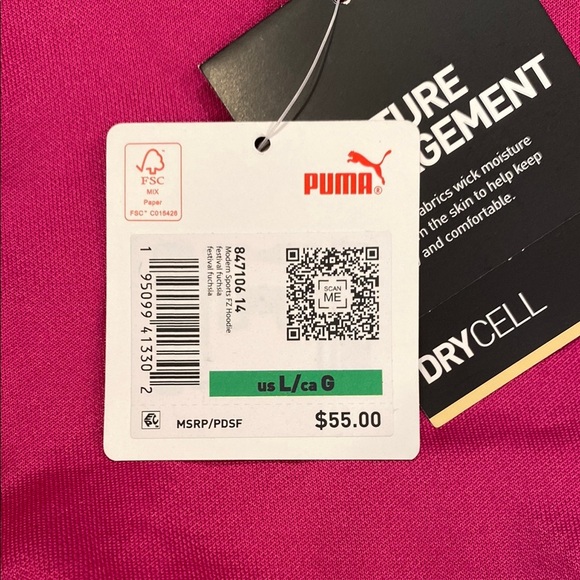 FSC
MIX
Paper
FSC™ C015428
PUMA®
847106 14
Modern Sports FZ Hoodie
festival fuchsia
festival fuchsia
1 95099 41330 2
SCAN
ME
us L/ca G
MSRP/PDSF
$55.00
TURE
GEMENT
abrics wick moisture
the skin to help keep
and comfortable.
DRYCELL